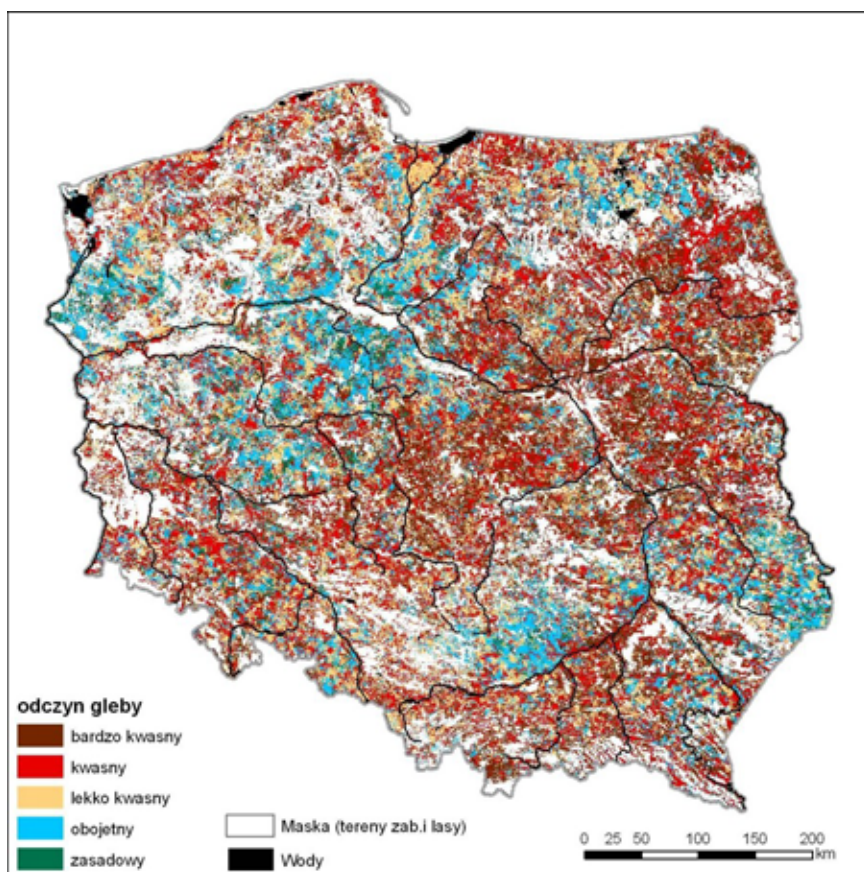 odczyn gleby
bardzo kwasny
kwasny
lekko kwasny
obojetny
zasadowy
Maska (tereny zab.i lasy)
Wody
0 25 50 100 150 200
km